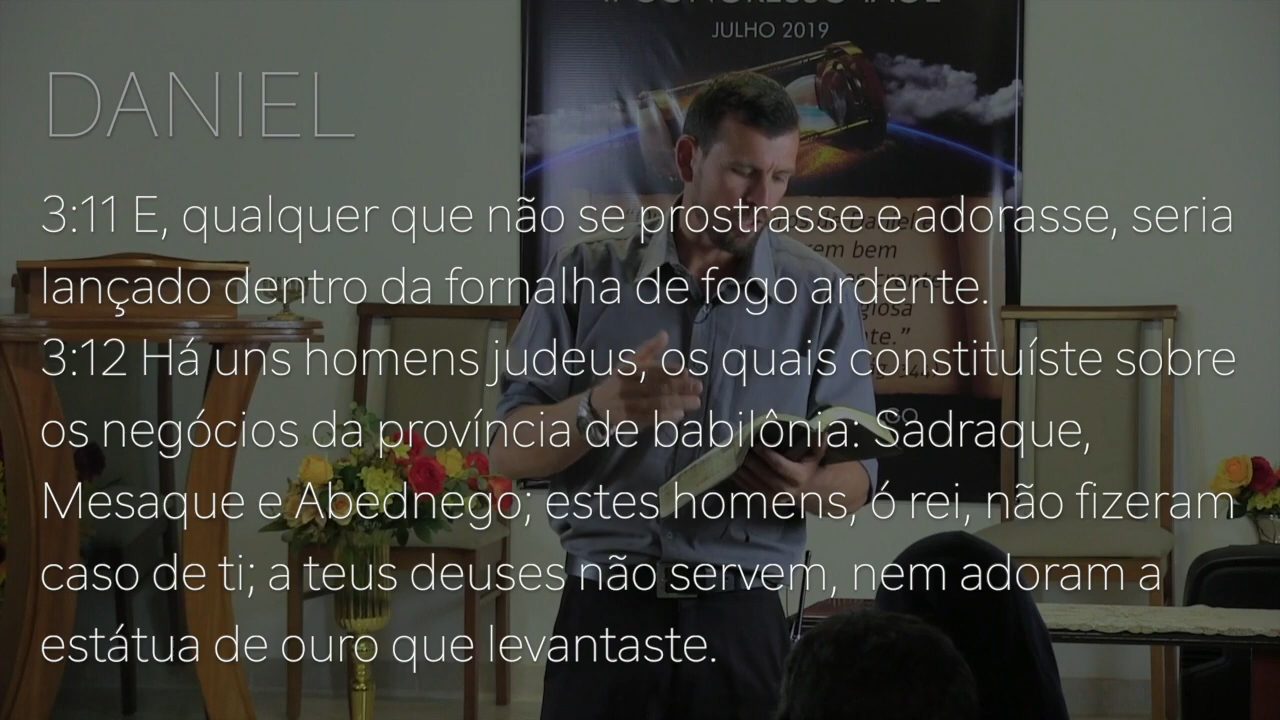 JULHO 2019
DANIEL
3:11 E, qualquer que não se prostrasse e adorasse, seria
lançado dentro da fornalha de fogo ardente.
3:12 Há uns homens judeus, os quais constituíste sobre
os negócios da província de babilônia: Sadraque,
Mesaque e Abednego; estes homens, ó rei, não fizeram
caso de ti; a teus deuses não servem, nem adoram a
estátua de ouro que levantaste.
bem